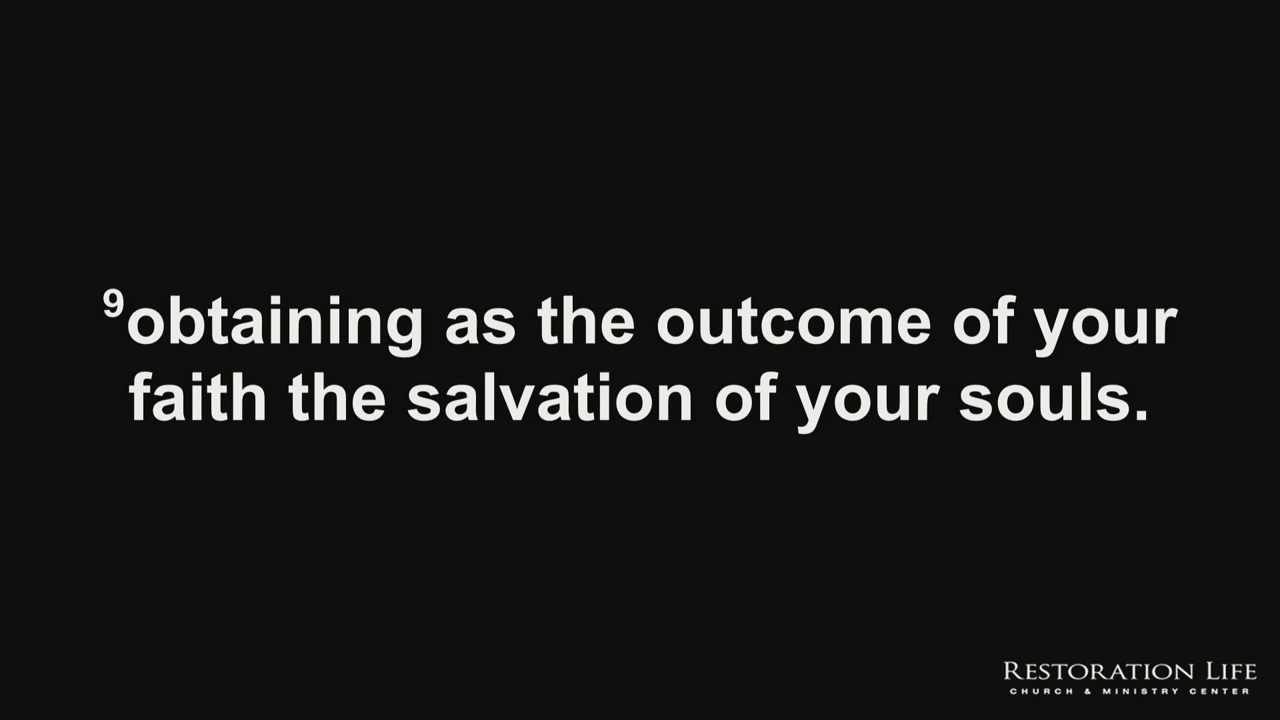 ⁹obtaining as the outcome of your
faith the salvation of your souls.
RESTORATION LIFE
CHURCH & MINISTRY CENTER